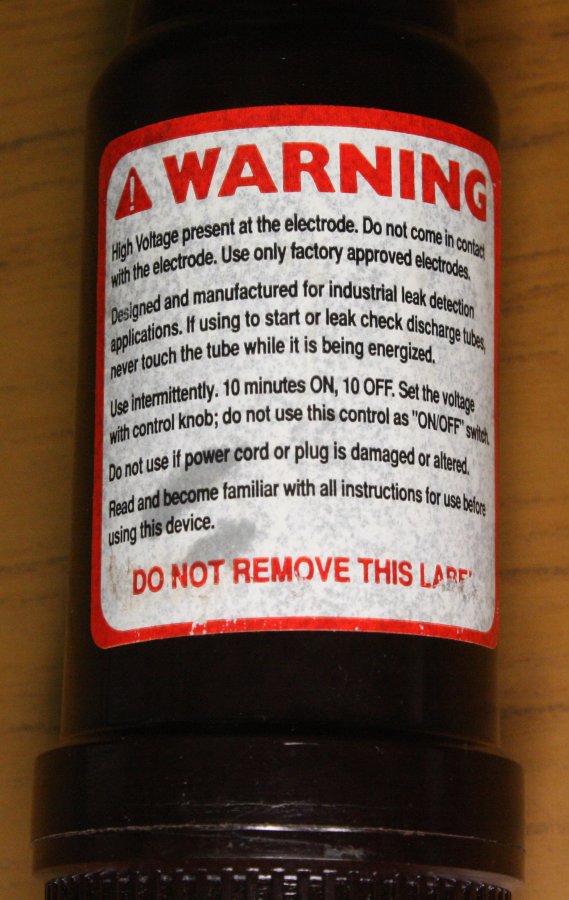 WARNING
High Voltage present at the electrode. Do not come in contact
with the electrode. Use only factory approved electrodes.
Designed and manufactured for industrial leak detection
applications. If using to start or leak check discharge tubes,
never touch the tube while it is being energized.
Use intermittently. 10 minutes ON, 10 OFF. Set the voltage
with control knob; do not use this control as "ON/OFF" switch.
Do not use if power cord or plug is damaged or altered.
Read and become familiar with all instructions for use before
using this device.
DO NOT REMOVE THIS LABEL